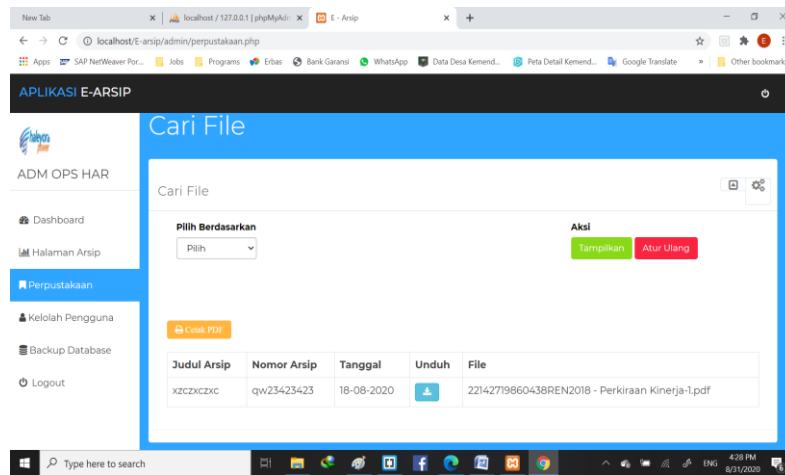 New Tab
localhost / 127.0.0.1 | phpMyAdm
E - Arsip
localhost/E-arsip/admin/perpustakaan.php
Apps
SAP NetWeaver Por...
Jobs
Programs
Erbas
Bank Garansi
WhatsApp
Data Desa Kemend...
Peta Detail Kemend...
Google Translate
»
Other bookmark
APLIKASI E-ARSIP
haleyora
power
ADM OPS HAR
Dashboard
Halaman Arsip
Perpustakaan
Kelolah Pengguna
Backup Database
Logout
Cari File
Cari File
Pilih Berdasarkan
Pilih
Aksi
Tampilkan
Atur Ulang
Cetak PDF
Judul Arsip Nomor Arsip Tanggal Unduh File
xzczxczxc qw23423423 18-08-2020 22142719860438REN2018 - Perkiraan Kinerja-1.pdf
Type here to search
ENG
4:28 PM
8/31/2020